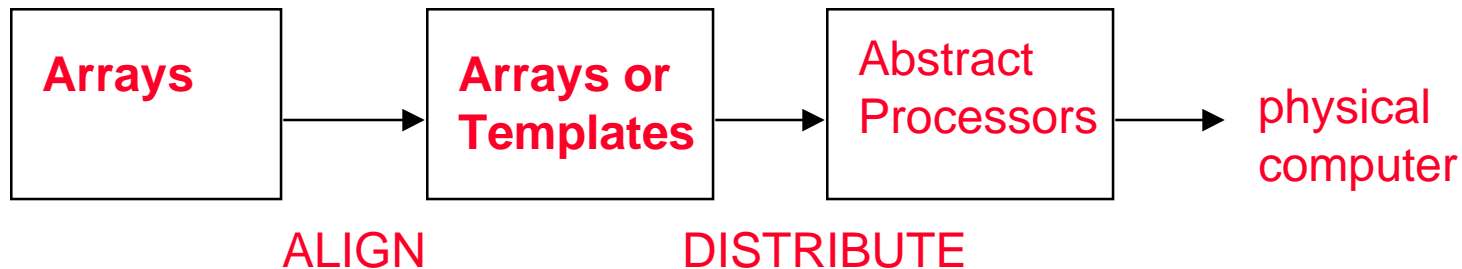 Arrays
Arrays or
Templates
Abstract
Processors
physical
computer
ALIGN
DISTRIBUTE